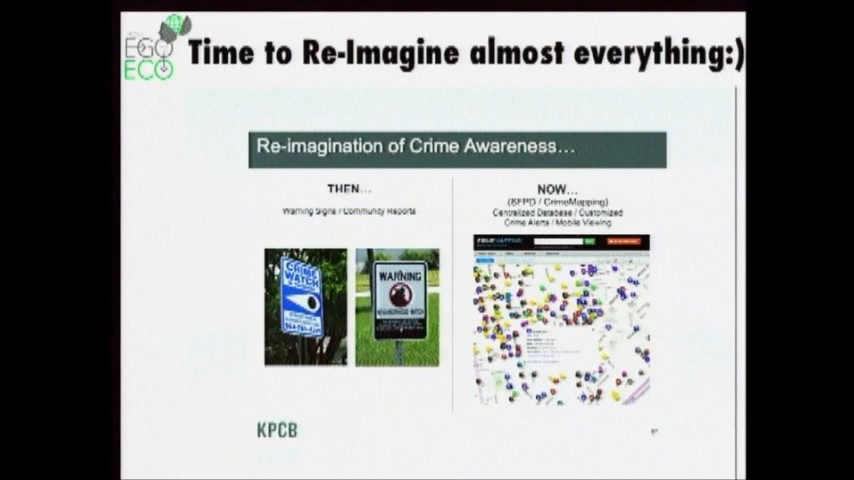 EGO
ECO
Time to Re-Imagine almost everything:)
Re-imagination of Crime Awareness...
THEN...
Warning Signs / Community Reports
NOW...
(SFPD / CrimeMapping)
Centralized Database / Customized
Crime Alerts / Mobile Viewing
CRIME
WATCH
WARNING
NEIGHBORHOOD WATCH
KPCB